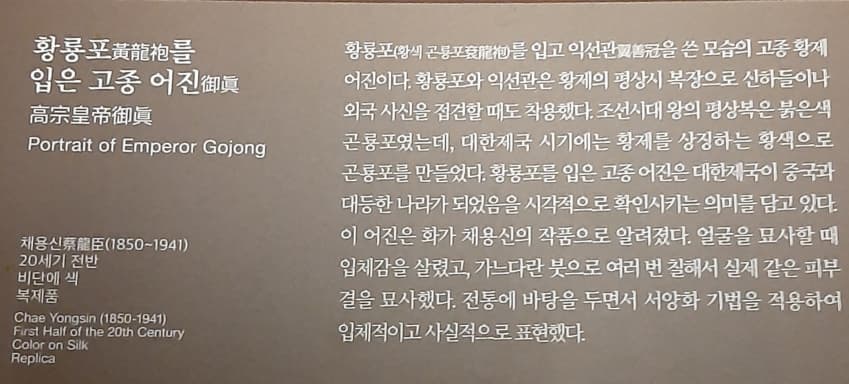 황룡포黃龍袍를
입은 고종 어진御眞
高宗皇帝御眞
Portrait of Emperor Gojong
채용신蔡龍臣(1850~1941)
20세기 전반
비단에 색
복제품
Chae Yongsin (1850-1941)
First Half of the 20th Century
Color on Silk
Replica
황룡포(황색 곤룡포袞龍袍)를 입고 익선관翼善冠을 쓴 모습의 고종 황제
어진이다. 황룡포와 익선관은 황제의 평상시 복장으로 신하들이나
외국 사신을 접견할 때도 착용했다. 조선시대 왕의 평상복은 붉은색
곤룡포였는데, 대한제국 시기에는 황제를 상징하는 황색으로
곤룡포를 만들었다. 황룡포를 입은 고종 어진은 대한제국이 중국과
대등한 나라가 되었음을 시각적으로 확인시키는 의미를 담고 있다.
이 어진은 화가 채용신의 작품으로 알려졌다. 얼굴을 묘사할 때
입체감을 살렸고, 가느다란 붓으로 여러 번 칠해서 실제 같은 피부
결을 묘사했다. 전통에 바탕을 두면서 서양화 기법을 적용하여
입체적이고 사실적으로 표현했다.